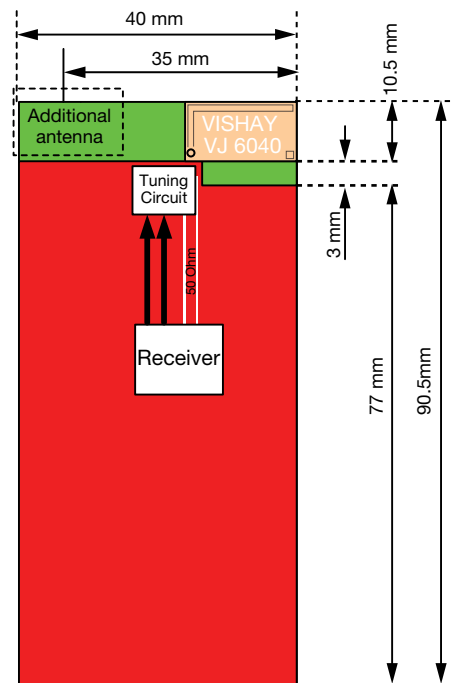 40 mm
35 mm
10.5 mm
Additional
antenna
VISHAY
VJ 6040
Tuning
Circuit
3 mm
50 Ohm
Receiver
77 mm
90.5mm